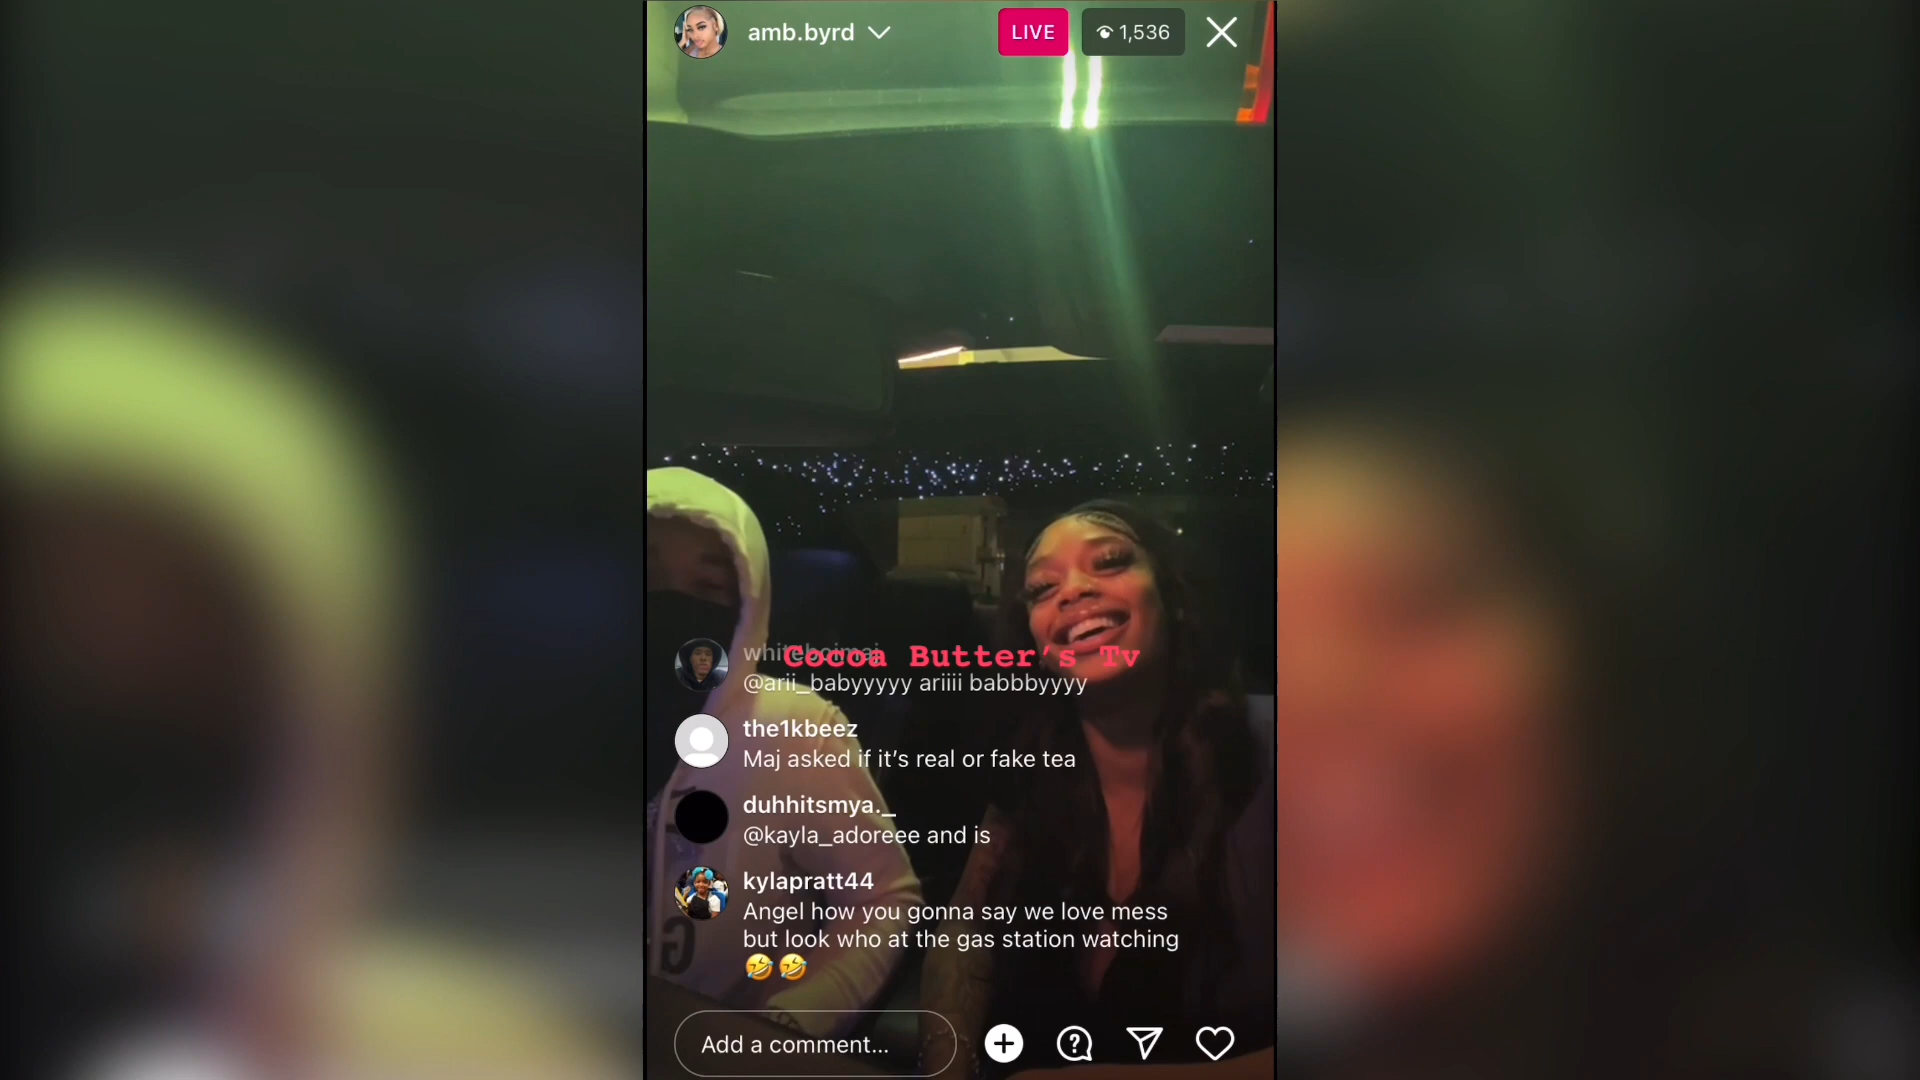 amb.byrd
LIVE
1,536
whiteboimaj
Cocoa Butter's Tv
@arii_babyyyyy ariiii babbbyyyy
the1kbeez
Maj asked if it’s real or fake tea
duhhitsmya._
@kayla_adoreee and is
kylapratt44
Angel how you gonna say we love mess
but look who at the gas station watching
🤣🤣
Add a comment...